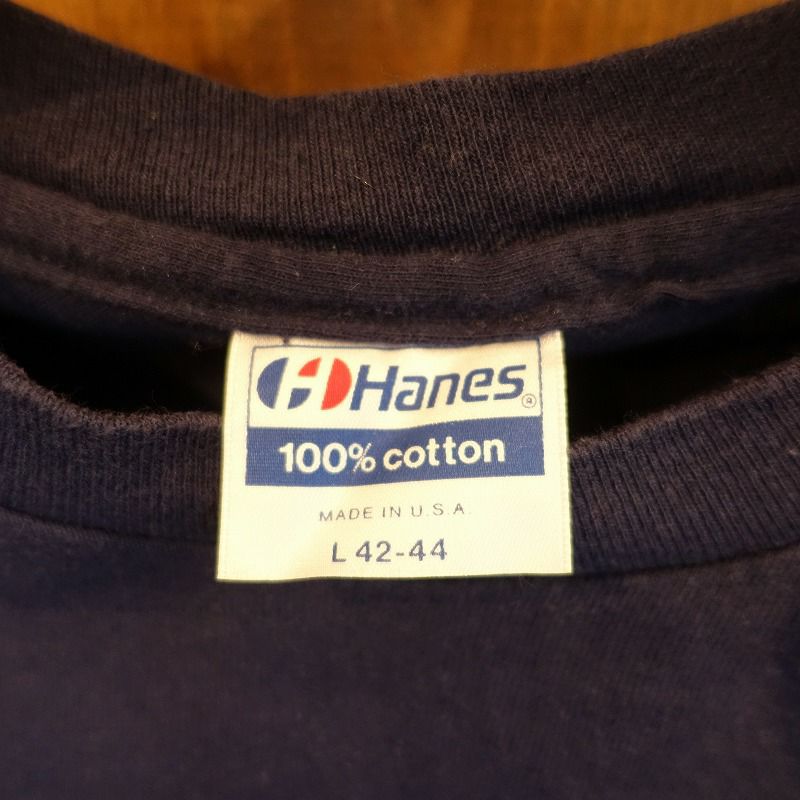 Hanes®
100% cotton
MADE IN U.S.A.
L 42-44